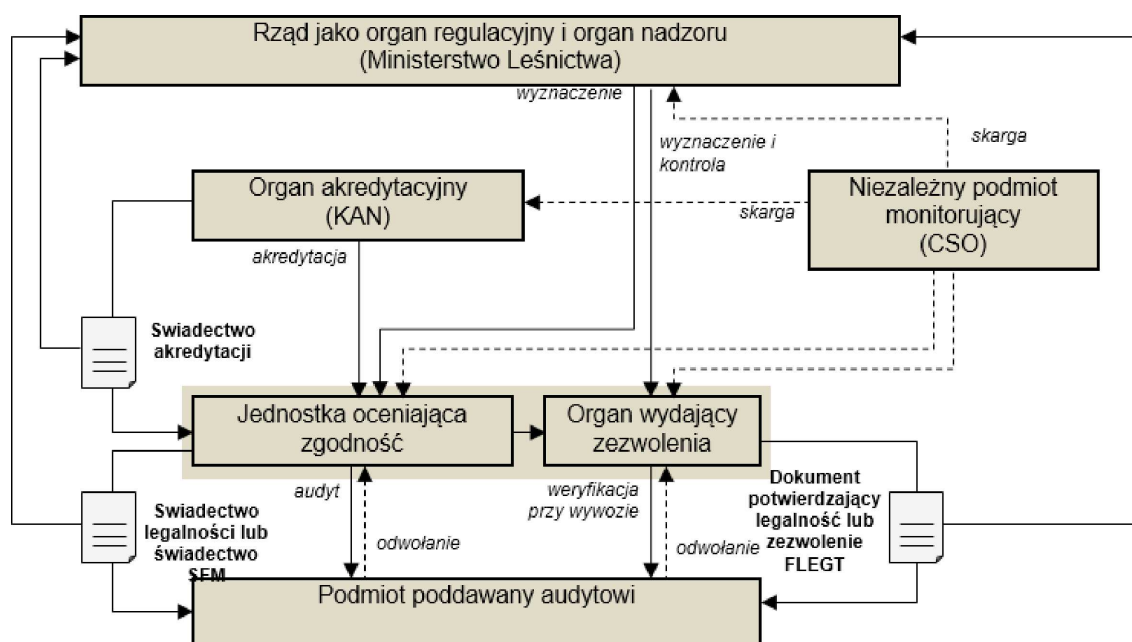 Rząd jako organ regulacyjny i organ nadzoru
(Ministerstwo Leśnictwa)
wyznaczenie
wyznaczenie i
kontrola
skarga
Organ akredytacyjny
(KAN)
skarga
Niezależny podmiot
monitorujący
(CSO)
akredytacja
Swiadectwo
akredytacji
Jednostka oceniająca
zgodność
Organ wydający
zezwolenia
audyt
odwołanie
weryfikacja
przy wywozie
odwołanie
Swiadectwo
legalności lub
świadectwo
SFM
Dokument
potwierdzający
legalność lub
zezwolenie
FLEGT
Podmiot poddawany audytowi